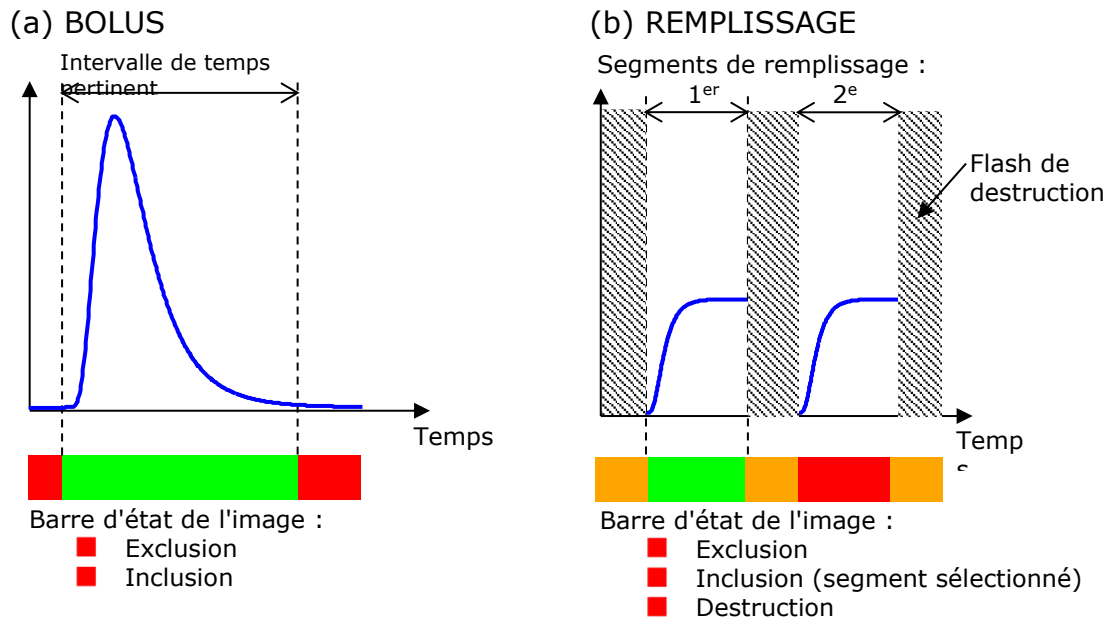 (a) BOLUS
Intervalle de temps
pertinent
Temps
Barre d'état de l'image :
Exclusion
Inclusion
(b) REMPLISSAGE
Segments de remplissage :
1er 2e
Flash de
destruction
Temp
s
Barre d'état de l'image :
Exclusion
Inclusion (segment sélectionné)
Destruction